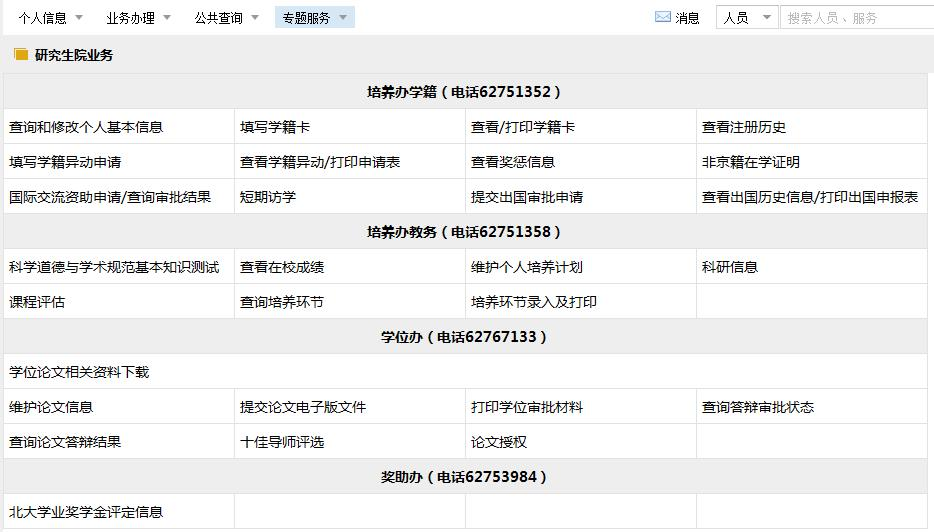 个人信息 业务办理 公共查询 专题服务 消息 人员 搜索人员、服务
研究生院业务
培养办学籍（电话62751352）
查询和修改个人基本信息 填写学籍卡 查看/打印学籍卡 查看注册历史
填写学籍异动申请 查看学籍异动/打印申请表 查看奖惩信息 非京籍在学证明
国际交流资助申请/查询审批结果 短期访学 提交出国审批申请 查看出国历史信息/打印出国申报表
培养办教务（电话62751358）
科学道德与学术规范基本知识测试 查看在校成绩 维护个人培养计划 科研信息
课程评估 查询培养环节 培养环节录入及打印
学位办（电话62767133）
学位论文相关资料下载
维护论文信息 提交论文电子版文件 打印学位审批材料 查询答辩审批状态
查询论文答辩结果 十佳导师评选 论文授权
奖助办（电话62753984）
北大学业奖学金评定信息